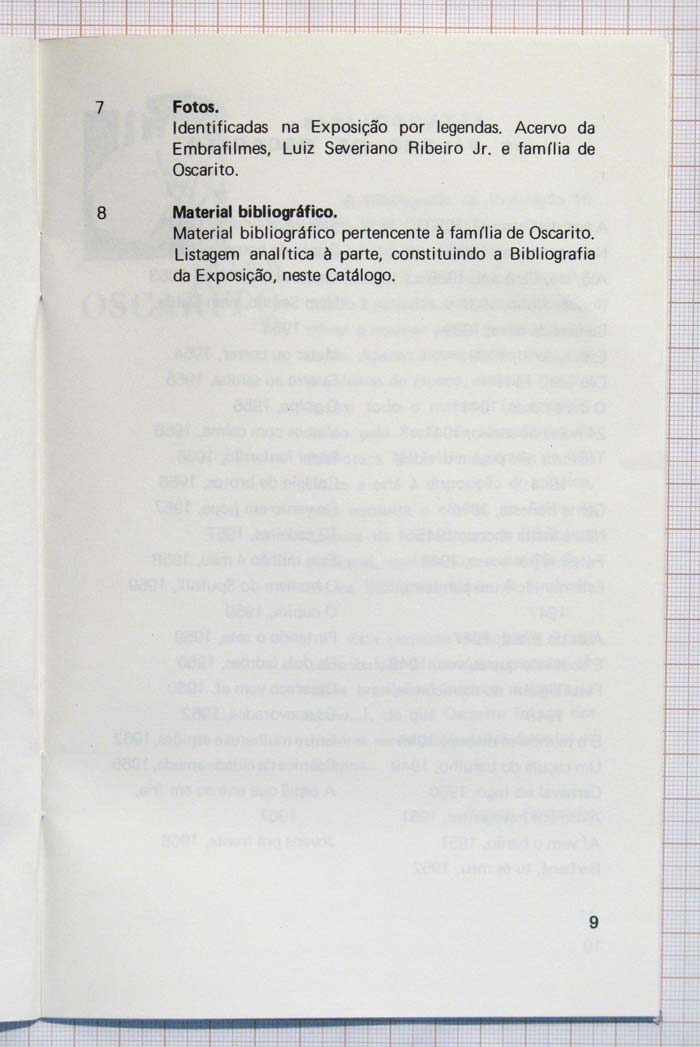 7 Fotos.
Identificadas na Exposição por legendas. Acervo da
Embrafilmes, Luiz Severiano Ribeiro Jr. e família de
Oscarito.
8 Material bibliográfico.
Material bibliográfico pertencente à família de Oscarito.
Listagem analítica à parte, constituindo a Bibliografia
da Exposição, neste Catálogo.
9